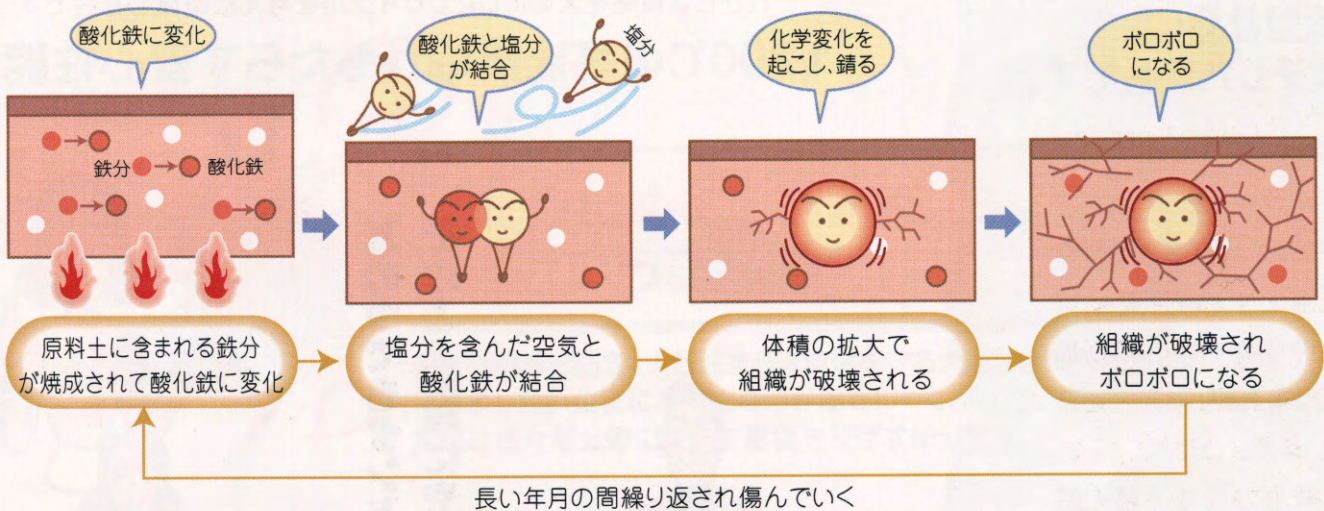 酸化鉄に変化
酸化鉄と塩分
が結合
塩分
化学変化を
起こし、錆る
ボロボロ
になる
鉄分
酸化鉄
原料土に含まれる鉄分
が焼成されて酸化鉄に変化
塩分を含んだ空気と
酸化鉄が結合
体積の拡大で
組織が破壊される
組織が破壊され
ボロボロになる
長い年月の間繰り返され傷んでいく